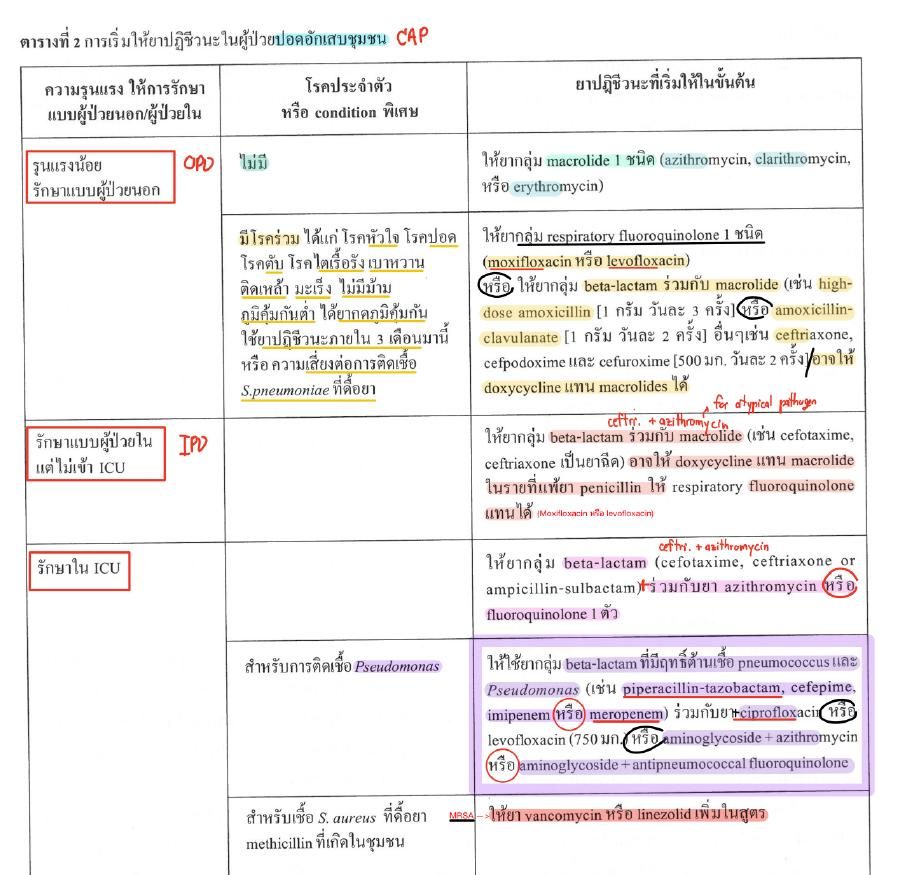 ตารางที่ 2 การเริ่มให้ยาปฏิชีวนะในผู้ป่วยปอดอักเสบชุมชน CAP
ความรุนแรง ให้การรักษา
แบบผู้ป่วยนอก/ผู้ป่วยใน
โรคประจำตัว
หรือ condition พิเศษ
ยาปฏิชีวนะที่เริ่มให้ในขั้นต้น
รุนแรงน้อย OPD
รักษาแบบผู้ป่วยนอก
ไม่มี
ให้ยากลุ่ม macrolide 1 ชนิด (azithromycin, clarithromycin,
หรือ erythromycin)
มีโรคร่วม ได้แก่ โรคหัวใจ โรคปอด
โรคตับ โรคไตเรื้อรัง เบาหวาน
ติดเหล้า มะเร็ง ไม่มีม้าม
ภูมิคุ้มกันต่ำ ได้ยากดภูมิคุ้มกัน
ใช้ยาปฏิชีวนะภายใน 3 เดือนมานี้
หรือ ความเสี่ยงต่อการติดเชื้อ
S.pneumoniae ที่ดื้อยา
ให้ยากลุ่ม respiratory fluoroquinolone 1 ชนิด
(moxifloxacin หรือ levofloxacin)
หรือ ให้ยากลุ่ม beta-lactam ร่วมกับ macrolide (เช่น high-
dose amoxicillin [1 กรัม วันละ 3 ครั้ง] หรือ amoxicillin-
clavulanate [1 กรัม วันละ 2 ครั้ง] อื่นๆเช่น ceftriaxone,
cefpodoxime และ cefuroxime [500 มก. วันละ 2 ครั้ง] อาจให้
doxycycline แทน macrolides ได้
รักษาแบบผู้ป่วยใน IPD
แต่ไม่เข้า ICU
for atypical pathogen
ceftri. + azithromycin
ให้ยากลุ่ม beta-lactam ร่วมกับ macrolide (เช่น cefotaxime,
ceftriaxone เป็นยาฉีด) อาจให้ doxycycline แทน macrolide
ในรายที่แพ้ยา penicillin ให้ respiratory fluoroquinolone
แทนได้ (Moxifloxacin หรือ levofloxacin)
รักษาใน ICU
ceftri. + azithromycin
ให้ยากลุ่ม beta-lactam (cefotaxime, ceftriaxone or
ampicillin-sulbactam) + ร่วมกับยา azithromycin หรือ
fluoroquinolone 1 ตัว
สำหรับการติดเชื้อ Pseudomonas
ให้ใช้ยากลุ่ม beta-lactam ที่มีฤทธิ์ต้านเชื้อ pneumococcus และ
Pseudomonas (เช่น piperacillin-tazobactam, cefepime,
imipenem หรือ meropenem) ร่วมกับยา+ciprofloxacin หรือ
levofloxacin (750 มก.) หรือ aminoglycoside + azithromycin
หรือ aminoglycoside + antipneumococcal fluoroquinolone
สำหรับเชื้อ S. aureus ที่ดื้อยา
methicillin ที่เกิดในชุมชน
MRSA --> ให้ยา vancomycin หรือ linezolid เพิ่มในสูตร